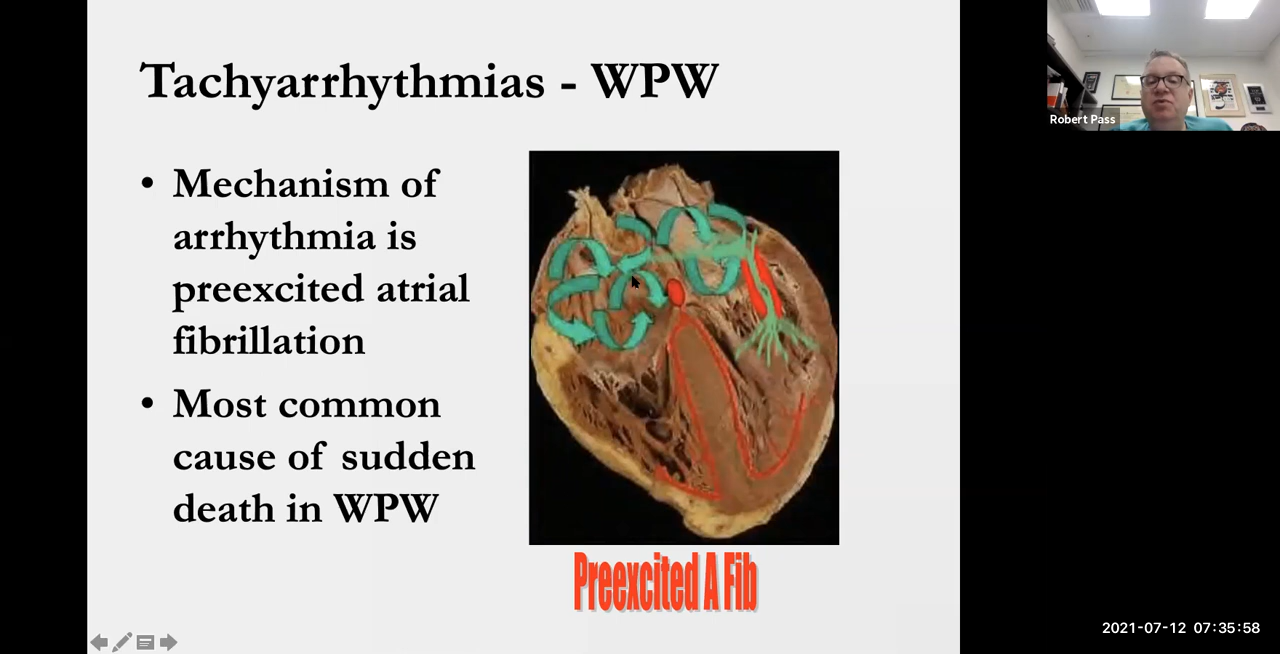 Tachyarrhythmias - WPW
• Mechanism of
arrhythmia is
preexcited atrial
fibrillation
• Most common
cause of sudden
death in WPW
Preexcited A Fib
Robert Pass
2021-07-12 07:35:58